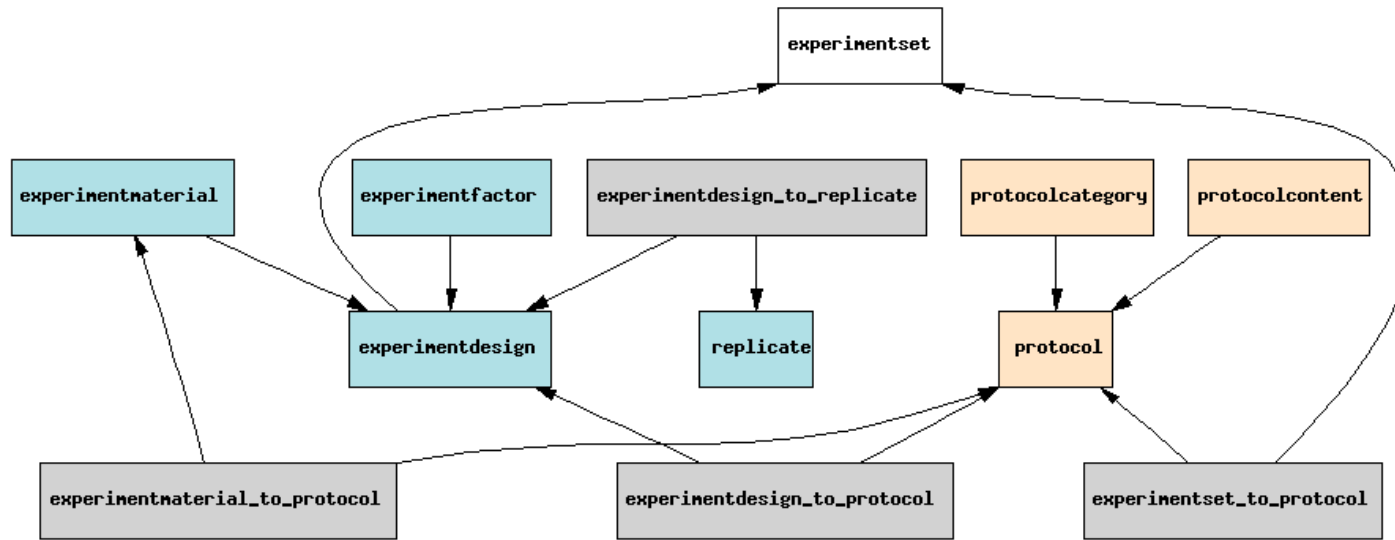 experimentset
experimentmaterial
experimentfactor
experimentdesign_to_replicate
protocolcategory
protocolcontent
experimentdesign
replicate
protocol
experimentmaterial_to_protocol
experimentdesign_to_protocol
experimentset_to_protocol